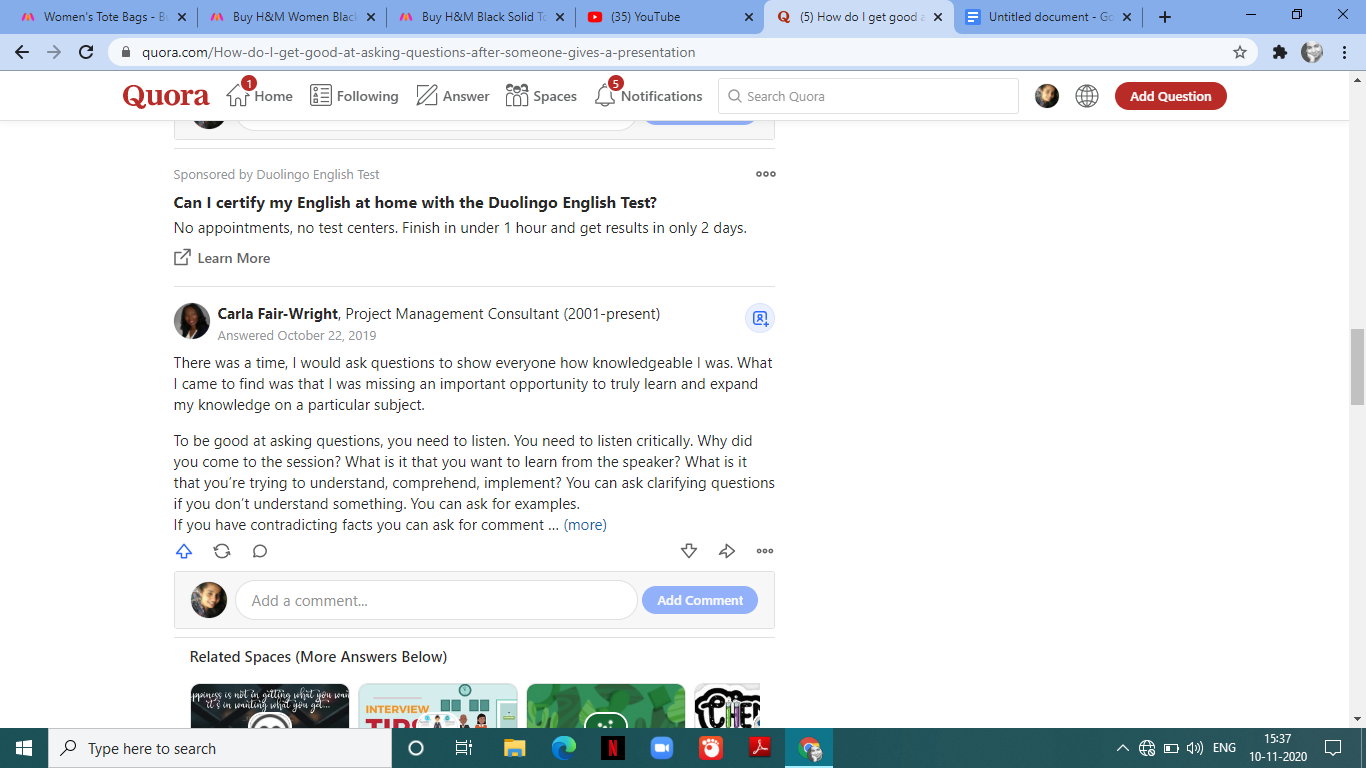 Women's Tote Bags - B
Buy H&M Women Blac
Buy H&M Black Solid T
(35) YouTube
(5) How do I get good a
Untitled document - Go
quora.com/How-do-I-get-good-at-asking-questions-after-someone-gives-a-presentation
Quora
1
Home
Following
Answer
Spaces
5
Notifications
Search Quora
Add Question
Sponsored by Duolingo English Test
Can I certify my English at home with the Duolingo English Test?
No appointments, no test centers. Finish in under 1 hour and get results in only 2 days.
Learn More
Carla Fair-Wright, Project Management Consultant (2001-present)
Answered October 22, 2019
There was a time, I would ask questions to show everyone how knowledgeable I was. What
I came to find was that I was missing an important opportunity to truly learn and expand
my knowledge on a particular subject.
To be good at asking questions, you need to listen. You need to listen critically. Why did
you come to the session? What is it that you want to learn from the speaker? What is it
that you’re trying to understand, comprehend, implement? You can ask clarifying questions
if you don’t understand something. You can ask for examples.
If you have contradicting facts you can ask for comment ... (more)
Add a comment...
Add Comment
Related Spaces (More Answers Below)
ppiness is not in getting what you wan
it's in wanting what you get...
INTERVIEW
TIPS
CHEM
Type here to search
N
ENG
15:37
10-11-2020